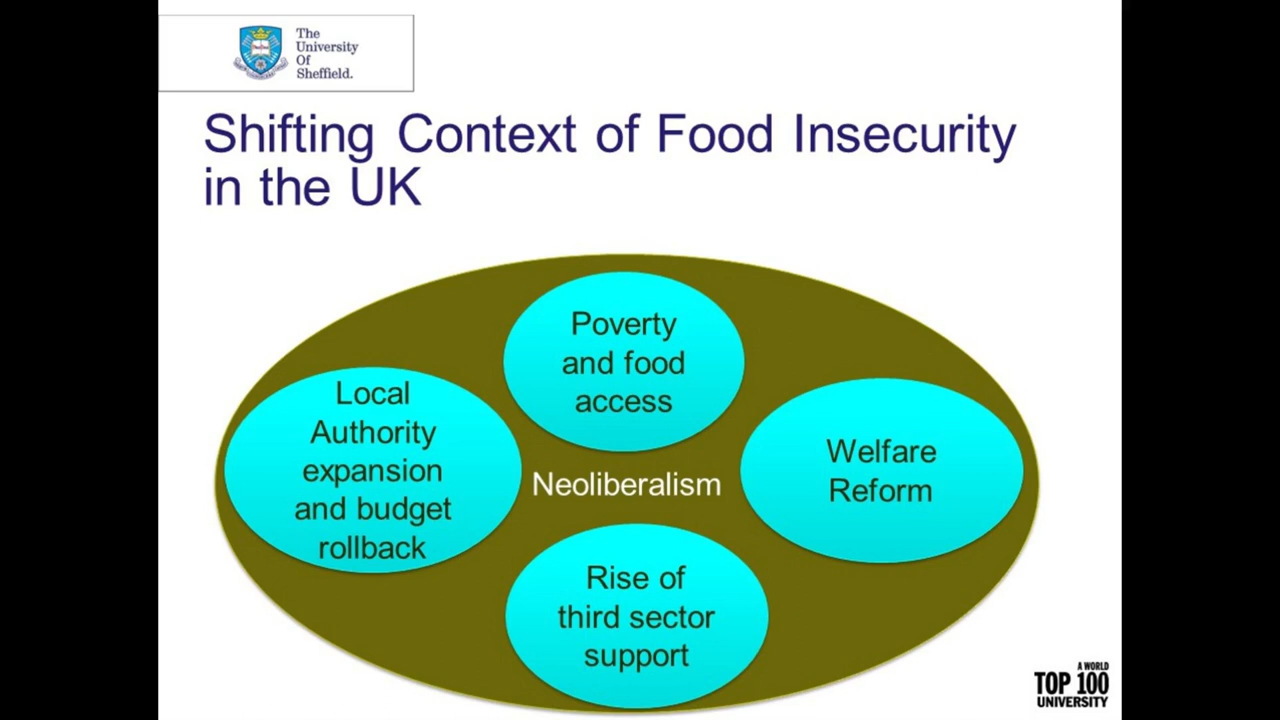 The
University
Of
Sheffield.
Shifting Context of Food Insecurity
in the UK
Poverty
and food
access
Local
Authority
expansion
and budget
rollback
Neoliberalism
Welfare
Reform
Rise of
third sector
support
A WORLD
TOP 100
UNIVERSITY